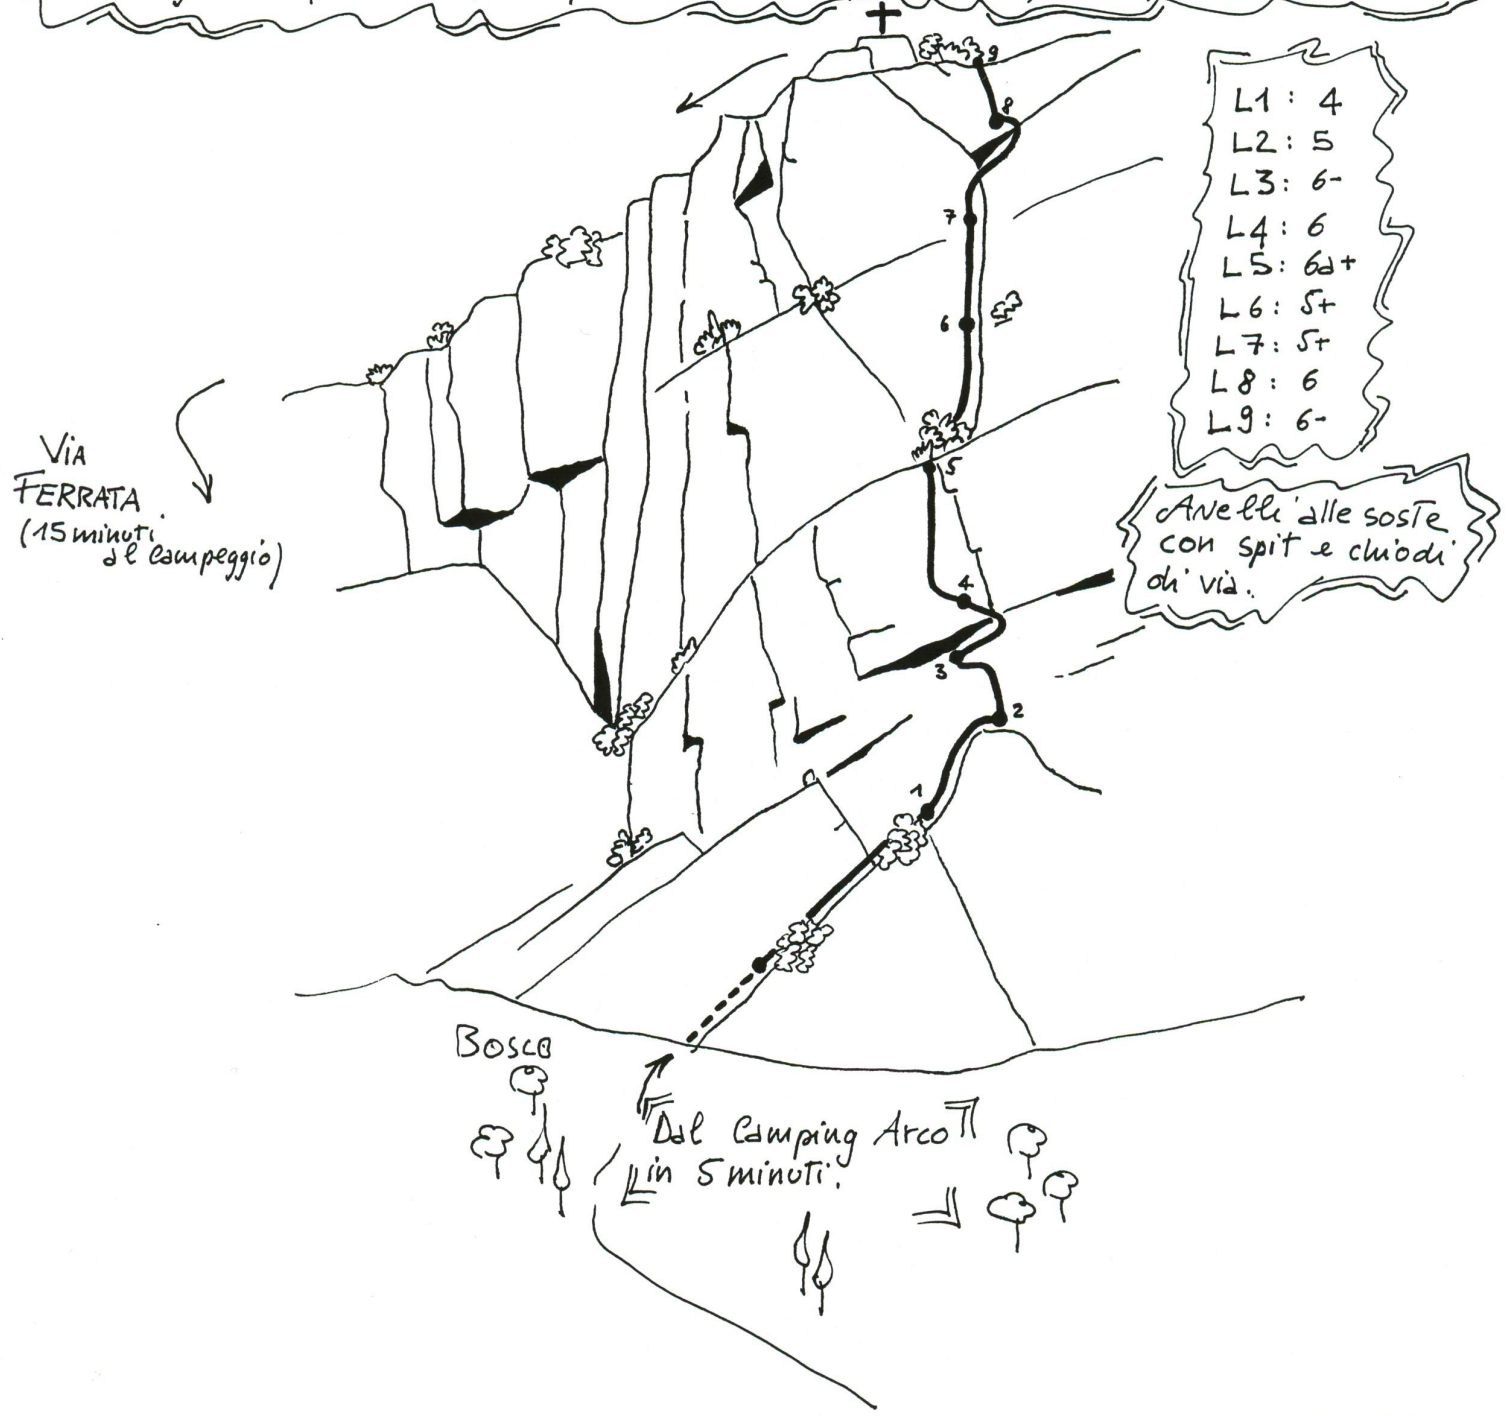 9
8
7
6
5
4
3
2
1
L1: 4
L2: 5
L3: 6-
L4: 6
L5: 6a+
L6: 5+
L7: 5+
L8: 6
L9: 6-
Anelli alle soste
con spit e chiodi
di via.
VIA
FERRATA
(15 minuti
al campeggio)
BOSCO
Dal Camping Arco
in 5 minuti.